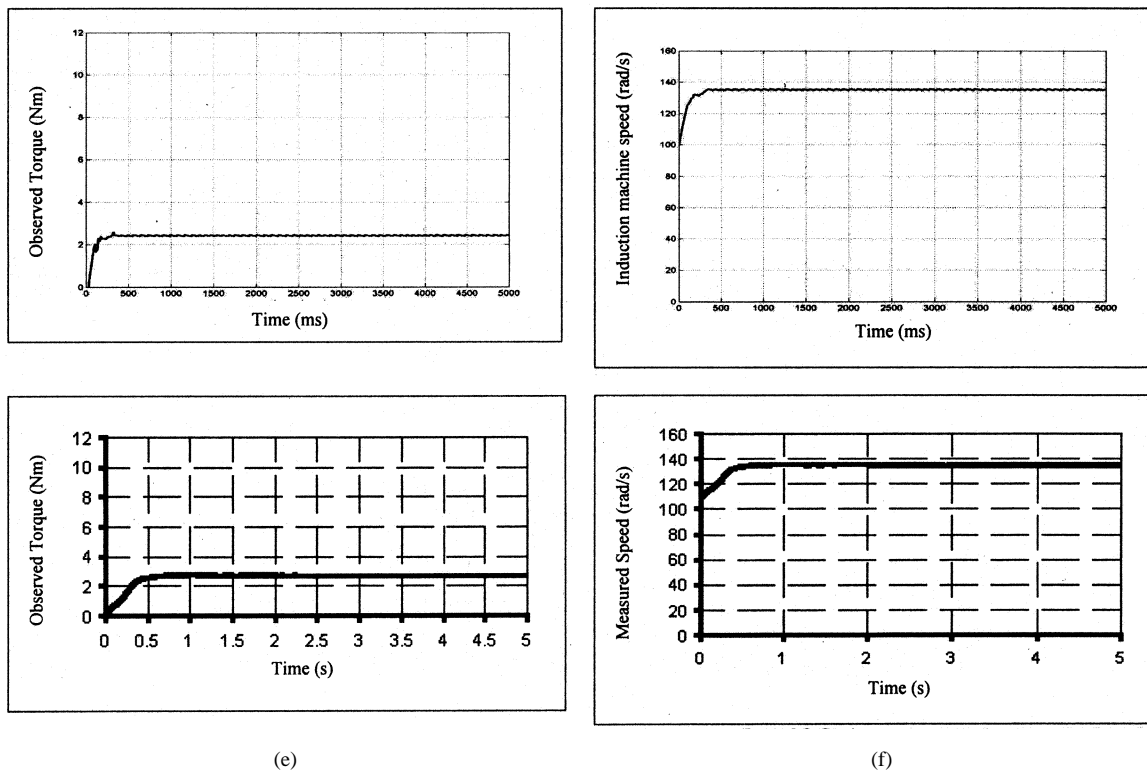 Observed Torque (Nm)
12
10
8
6
4
2
0
0 500 1000 1500 2000 2500 3000 3500 4000 4500 5000
Time (ms)
Induction machine speed (rad/s)
160
140
120
100
80
60
40
20
0
0 500 1000 1500 2000 2500 3000 3500 4000 4500 5000
Time (ms)
Observed Torque (Nm)
12
10
8
6
4
2
0
0 0.5 1 1.5 2 2.5 3 3.5 4 4.5 5
Time (s)
Measured Speed (rad/s)
160
140
120
100
80
60
40
20
0
0 1 2 3 4 5
Time (s)
(e)
(f)